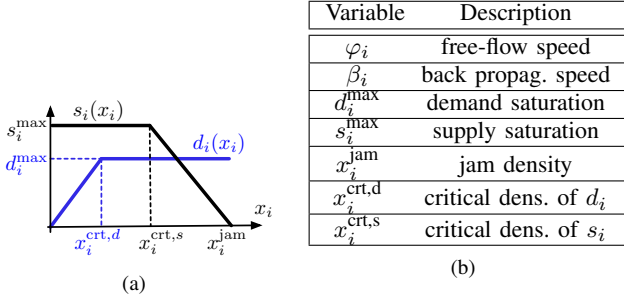 s_i^max
s_i(x_i)
d_i(x_i)
d_i^max
x_i
x_i^crt,d
x_i^crt,s
x_i^jam
(a)
Variable Description
φ_i free-flow speed
β_i back propag. speed
d_i^max demand saturation
s_i^max supply saturation
x_i^jam jam density
x_i^crt,d critical dens. of d_i
x_i^crt,s critical dens. of s_i
(b)